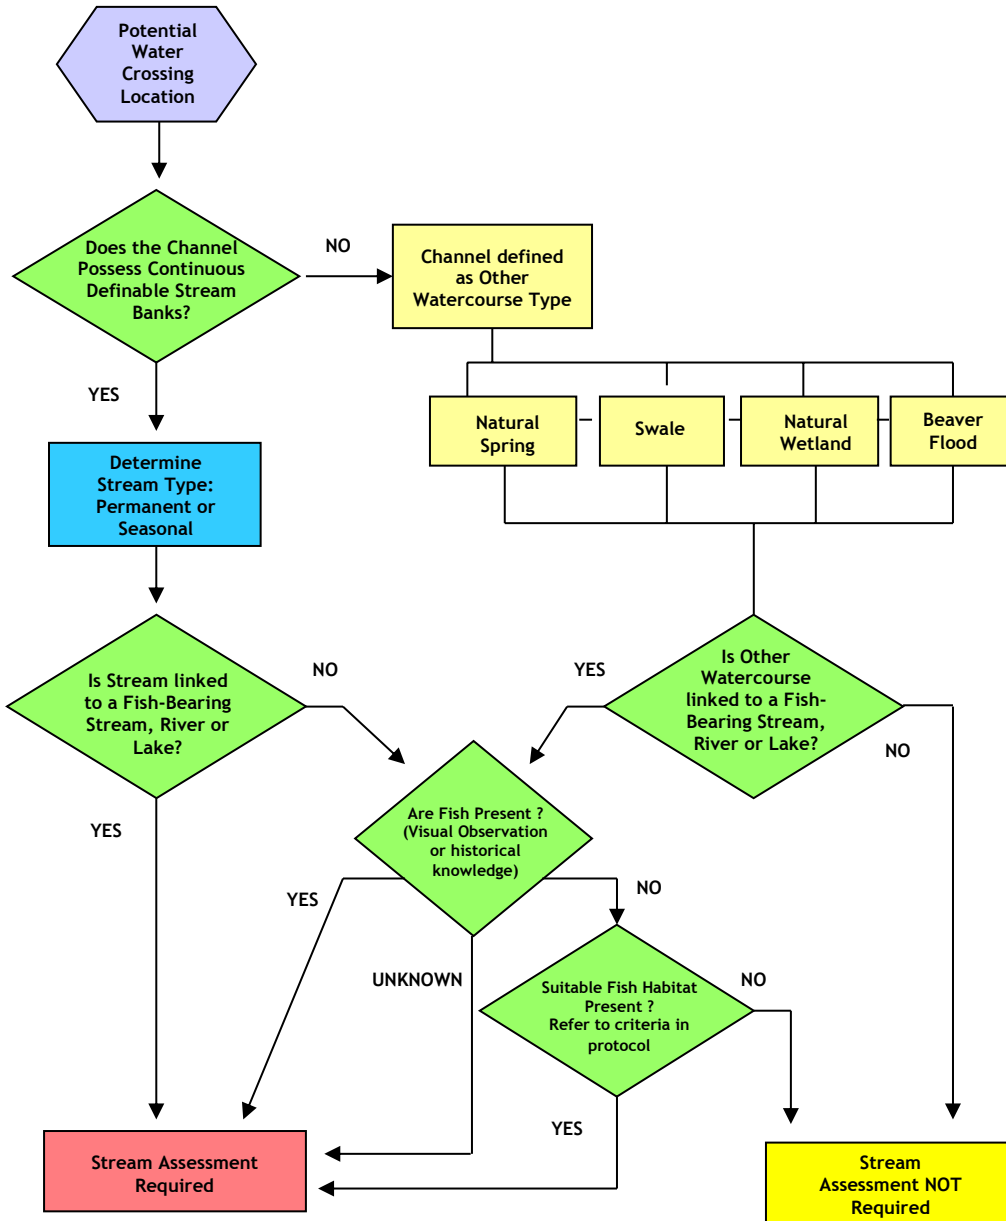 Potential
Water
Crossing
Location
Does the Channel
Possess Continuous
Definable Stream
Banks?
NO
Channel defined
as Other
Watercourse Type
YES
Natural
Spring
Swale
Natural
Wetland
Beaver
Flood
Determine
Stream Type:
Permanent or
Seasonal
Is Stream linked
to a Fish-Bearing
Stream, River or
Lake?
NO
YES
Is Other
Watercourse
linked to a Fish-
Bearing Stream,
River or Lake?
NO
YES
Are Fish Present ?
(Visual Observation
or historical
knowledge)
YES
NO
UNKNOWN
Suitable Fish Habitat
Present ?
Refer to criteria in
protocol
NO
YES
Stream Assessment
Required
Stream
Assessment NOT
Required